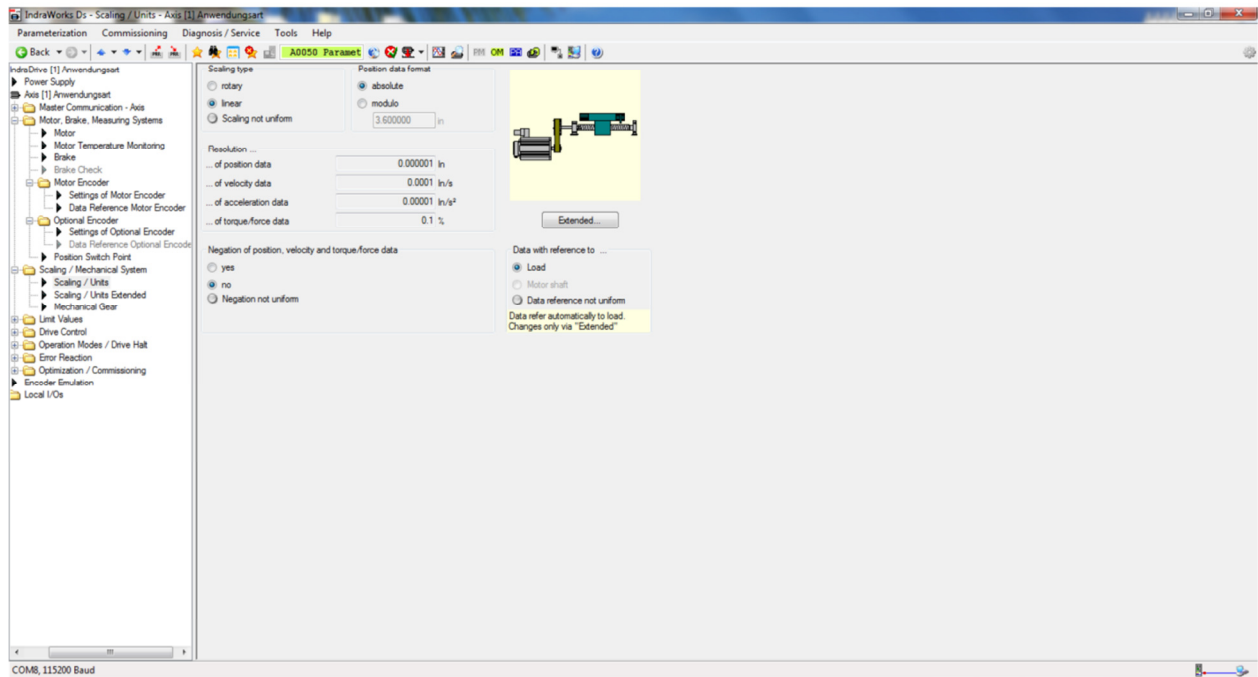 IndraWorks Ds - Scaling / Units - Axis [1] Anwendungsart
Parameterization Commissioning Diagnosis / Service Tools Help
Back A0050 Paramet PM OM
IndraDrive [1] Anwendungsart
Power Supply
Axis [1] Anwendungsart
Master Communication - Axis
Motor, Brake, Measuring Systems
Motor
Motor Temperature Monitoring
Brake
Brake Check
Motor Encoder
Settings of Motor Encoder
Data Reference Motor Encoder
Optional Encoder
Settings of Optional Encoder
Data Reference Optional Encode
Position Switch Point
Scaling / Mechanical System
Scaling / Units
Scaling / Units Extended
Mechanical Gear
Limit Values
Drive Control
Operation Modes / Drive Halt
Error Reaction
Optimization / Commissioning
Encoder Emulation
Local I/Os
Scaling type
rotary
linear
Scaling not uniform
Position data format
absolute
modulo
3.600000 in
Resolution ...
... of position data 0.000001 In
... of velocity data 0.0001 In/s
... of acceleration data 0.00001 In/s²
... of torque/force data 0.1 %
Extended...
Negation of position, velocity and torque/force data
yes
no
Negation not uniform
Data with reference to ...
Load
Motor shaft
Data reference not uniform
Data refer automatically to load.
Changes only via "Extended"
COM8, 115200 Baud